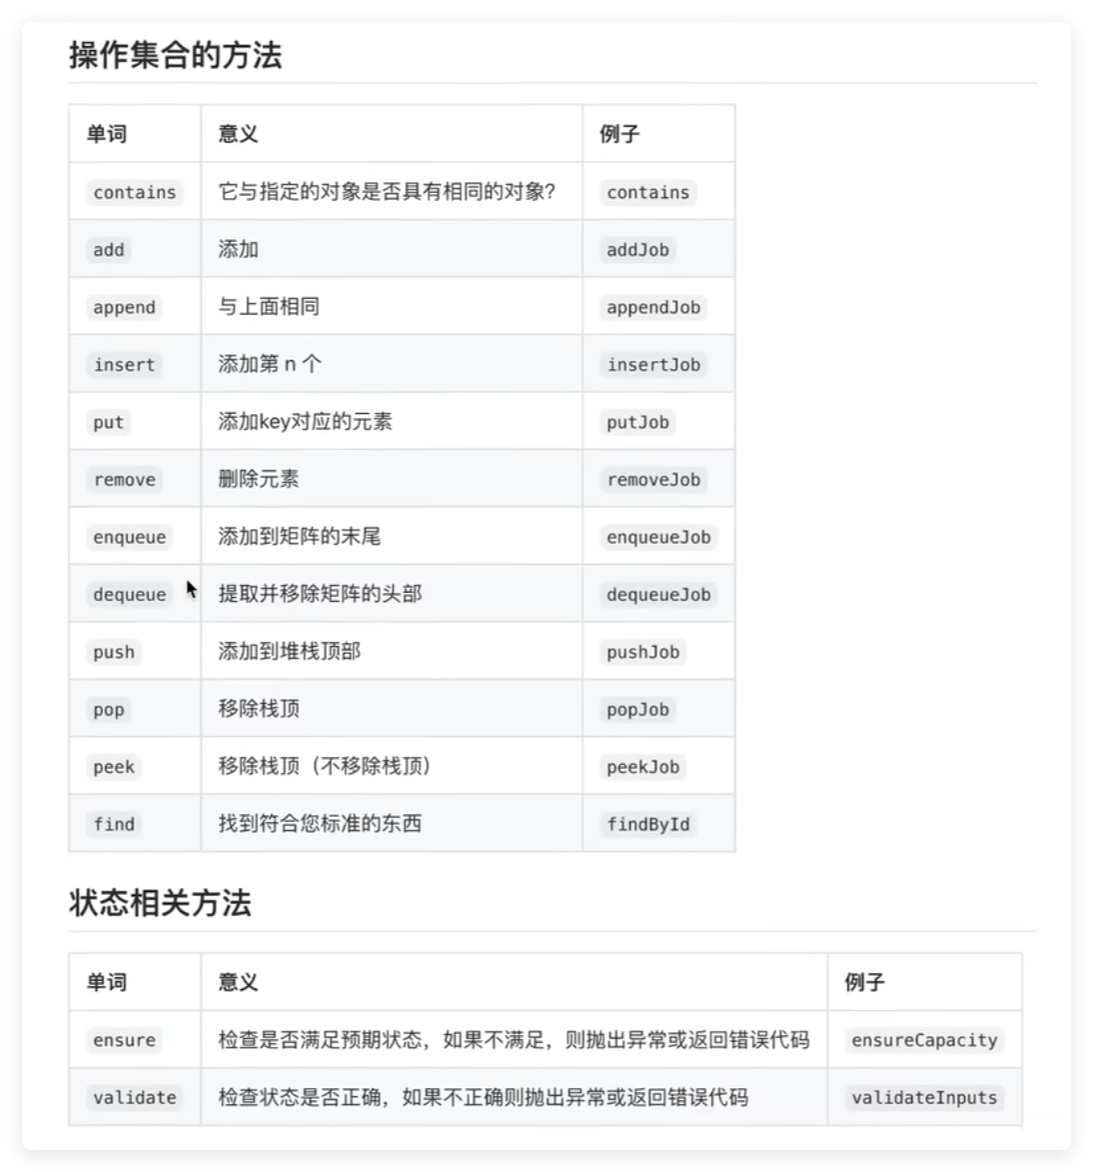 操作集合的方法
单词 意义 例子
contains 它与指定的对象是否具有相同的对象? contains
add 添加 addJob
append 与上面相同 appendJob
insert 添加第 n 个 insertJob
put 添加key对应的元素 putJob
remove 删除元素 removeJob
enqueue 添加到矩阵的末尾 enqueueJob
dequeue 提取并移除矩阵的头部 dequeueJob
push 添加到堆栈顶部 pushJob
pop 移除栈顶 popJob
peek 移除栈顶（不移除栈顶） peekJob
find 找到符合您标准的东西 findById
状态相关方法
单词 意义 例子
ensure 检查是否满足预期状态，如果不满足，则抛出异常或返回错误代码 ensureCapacity
validate 检查状态是否正确，如果不正确则抛出异常或返回错误代码 validateInputs